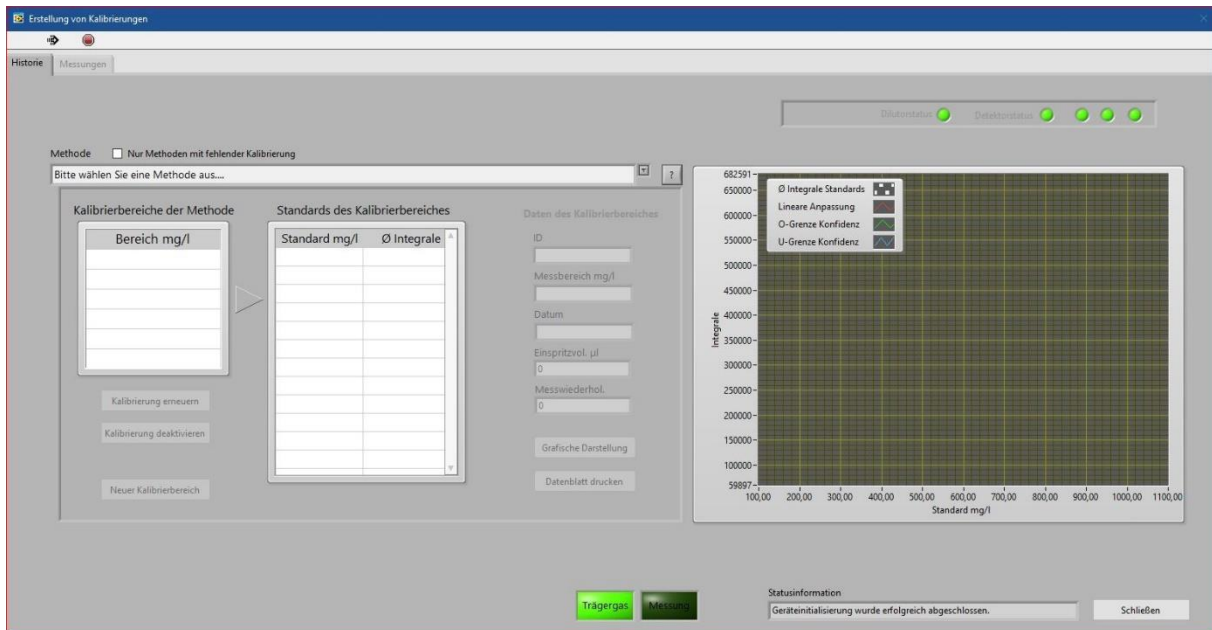 Erstellung von Kalibrierungen
Historie
Messungen
Dilutorstatus
Detektorstatus
Methode
Nur Methoden mit fehlender Kalibrierung
Bitte wählen Sie eine Methode aus....
?
Kalibrierbereiche der Methode
Bereich mg/l
Kalibrierung erneuern
Kalibrierung deaktivieren
Neuer Kalibrierbereich
Standards des Kalibrierbereiches
Standard mg/l Ø Integrale
Daten des Kalibrierbereiches
ID
Messbereich mg/l
Datum
Einspritzvol. µl
0
Messwiederhol.
0
Grafische Darstellung
Datenblatt drucken
Ø Integrale Standards
Lineare Anpassung
O-Grenze Konfidenz
U-Grenze Konfidenz
Integrale
682591
650000
600000
550000
500000
450000
400000
350000
300000
250000
200000
150000
100000
59897
100,00 200,00 300,00 400,00 500,00 600,00 700,00 800,00 900,00 1000,00 1100,00
Standard mg/l
Trägergas
Messung
Statusinformation
Geräteinitialisierung wurde erfolgreich abgeschlossen.
Schließen